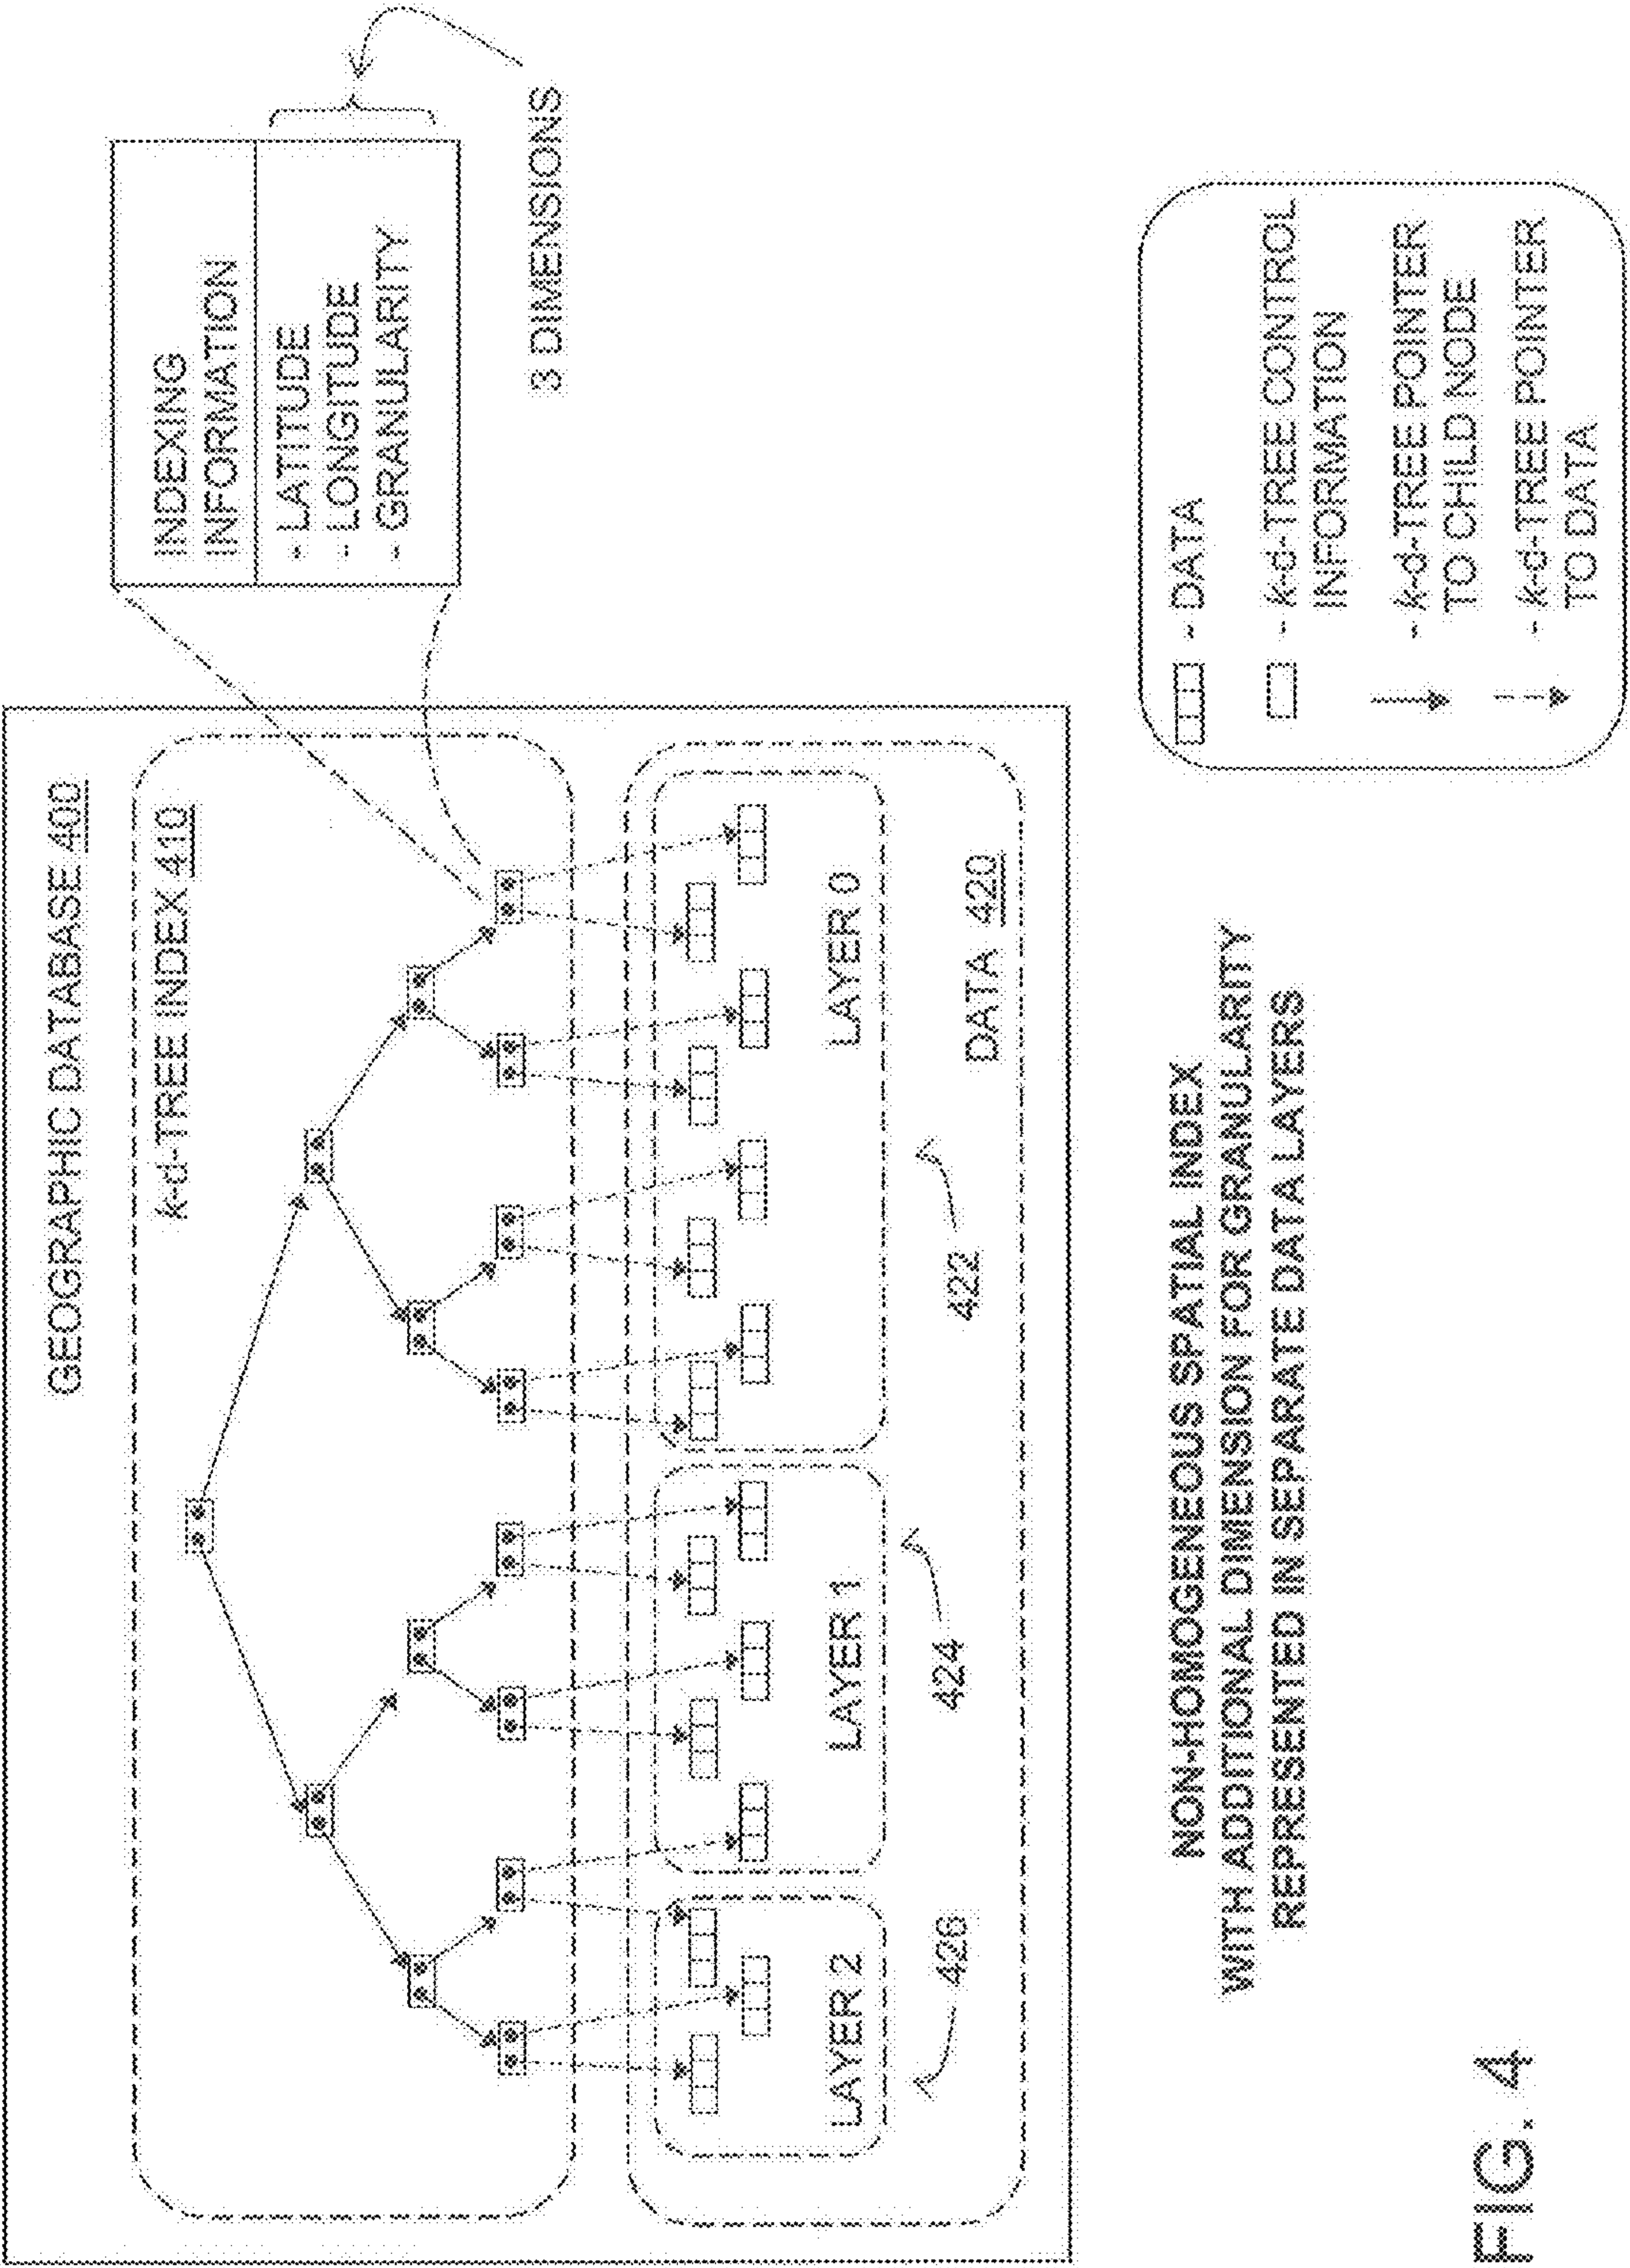 GEOGRAPHIC DATABASE 400
k-d-TREE INDEX 410
INDEXING
INFORMATION
- LATITUDE
- LONGITUDE
- GRANULARITY
3 DIMENSIONS
LAYER 2
LAYER 1
LAYER 0
426
424
422
DATA 420
- DATA
- k-d-TREE CONTROL
INFORMATION
- k-d-TREE POINTER
TO CHILD NODE
- k-d-TREE POINTER
TO DATA
NON-HOMOGENEOUS SPATIAL INDEX
WITH ADDITIONAL DIMENSION FOR GRANULARITY
REPRESENTED IN SEPARATE DATA LAYERS
FIG. 4